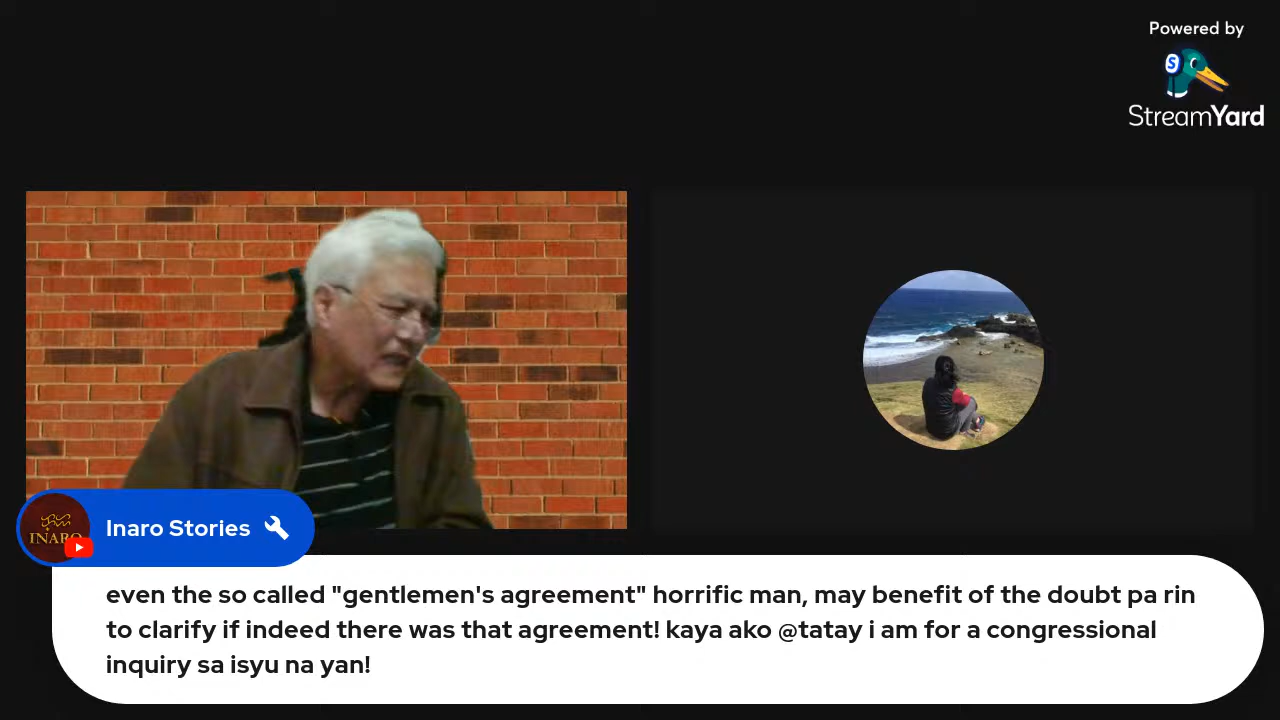 Powered by
S
StreamYard
INARO
Inaro Stories
even the so called "gentlemen's agreement" horrific man, may benefit of the doubt pa rin
to clarify if indeed there was that agreement! kaya ako @tatay i am for a congressional
inquiry sa isyu na yan!